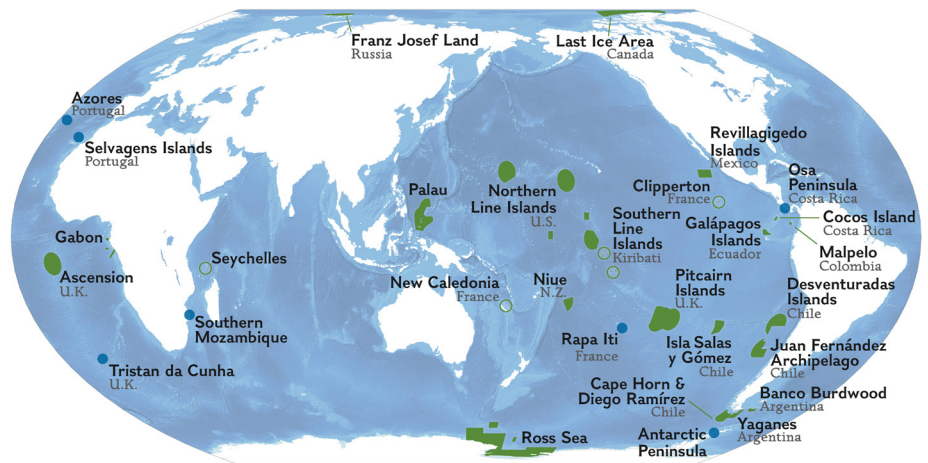 Franz Josef Land
Russia
Last Ice Area
Canada
Azores
Portugal
Selvagens Islands
Portugal
Revillagigedo
Islands
Mexico
Osa
Peninsula
Costa Rica
Palau
Northern
Line Islands
U.S.
Clipperton
France
Southern
Line
Islands
Kiribati
Galápagos
Islands
Ecuador
Cocos Island
Costa Rica
Malpelo
Colombia
Gabon
Ascension
U.K.
Seychelles
New Caledonia
France
Niue
N.Z.
Pitcairn
Islands
U.K.
Desventuradas
Islands
Chile
Southern
Mozambique
Rapa Iti
France
Isla Salas
y Gómez
Chile
Juan Fernández
Archipelago
Chile
Tristan da Cunha
U.K.
Cape Horn &
Diego Ramírez
Chile
Banco Burdwood
Argentina
Yaganes
Argentina
Ross Sea
Antarctic
Peninsula